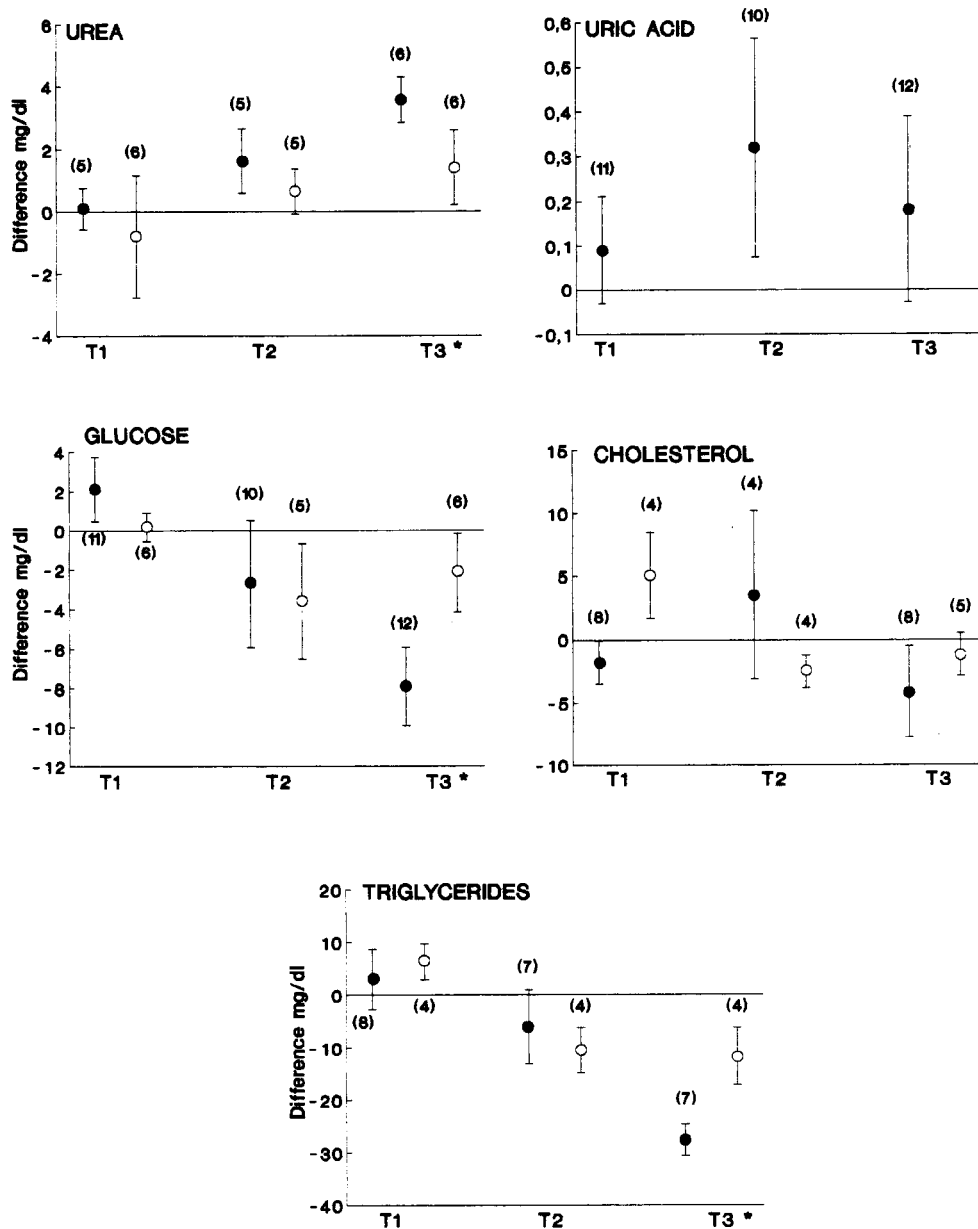 UREA
Difference mg/dl
6
4
2
0
-2
-4
(5)
(6)
(5)
(5)
(6)
(6)
T1
T2
T3 *
URIC ACID
0,6
0,5
0,4
0,3
0,2
0,1
0
-0,1
(11)
(10)
(12)
T1
T2
T3
GLUCOSE
Difference mg/dl
4
2
0
-2
-4
-6
-8
-10
-12
(11)
(6)
(10)
(5)
(12)
(6)
T1
T2
T3 *
CHOLESTEROL
15
10
5
0
-5
-10
(8)
(4)
(4)
(4)
(8)
(5)
T1
T2
T3
TRIGLYCERIDES
Difference mg/dl
20
10
0
-10
-20
-30
-40
(8)
(4)
(7)
(4)
(7)
(4)
T1
T2
T3 *